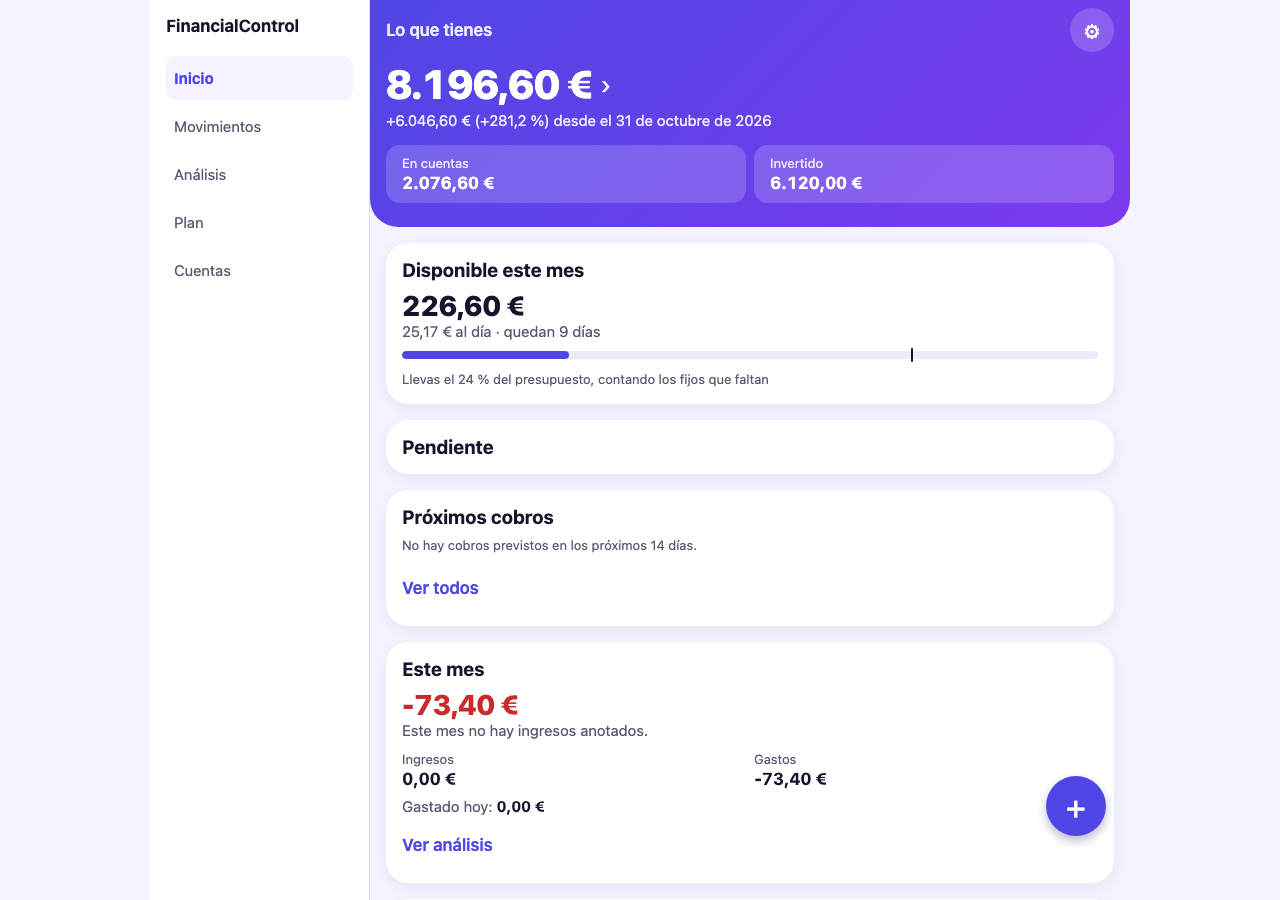 FinancialControl
Inicio
Movimientos
Análisis
Plan
Cuentas
Lo que tienes
8.196,60 € ›
+6.046,60 € (+281,2 %) desde el 31 de octubre de 2026
En cuentas
2.076,60 €
Invertido
6.120,00 €
Disponible este mes
226,60 €
25,17 € al día · quedan 9 días
Llevas el 24 % del presupuesto, contando los fijos que faltan
Pendiente
Próximos cobros
No hay cobros previstos en los próximos 14 días.
Ver todos
Este mes
-73,40 €
Este mes no hay ingresos anotados.
Ingresos
0,00 €
Gastos
-73,40 €
Gastado hoy: 0,00 €
+
Ver análisis